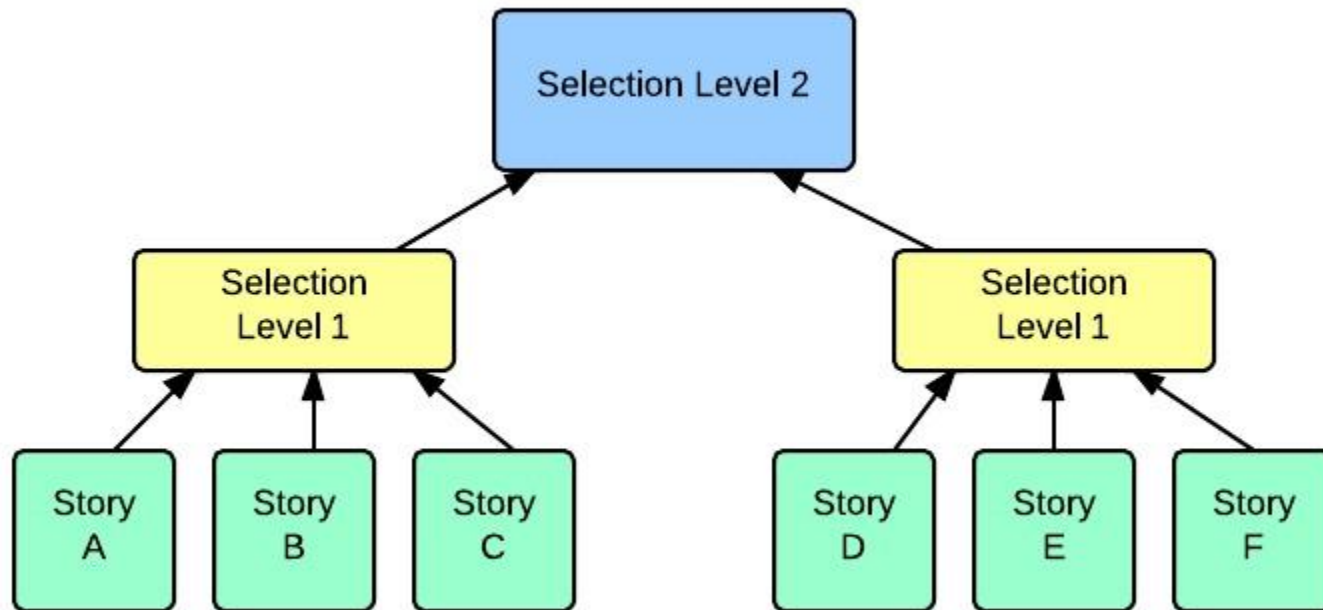 Selection Level 2
Selection
Level 1
Selection
Level 1
Story
A
Story
B
Story
C
Story
D
Story
E
Story
F